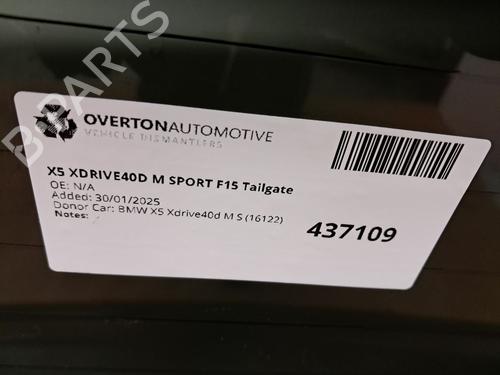 B-PARTS
OVERTONAUTOMOTIVE
VEHICLE DISMANTLERS
X5 XDRIVE40D M SPORT F15 Tailgate
OE: N/A
Added: 30/01/2025
Donor Car: BMW X5 Xdrive40d M S (16122)
Notes:
437109